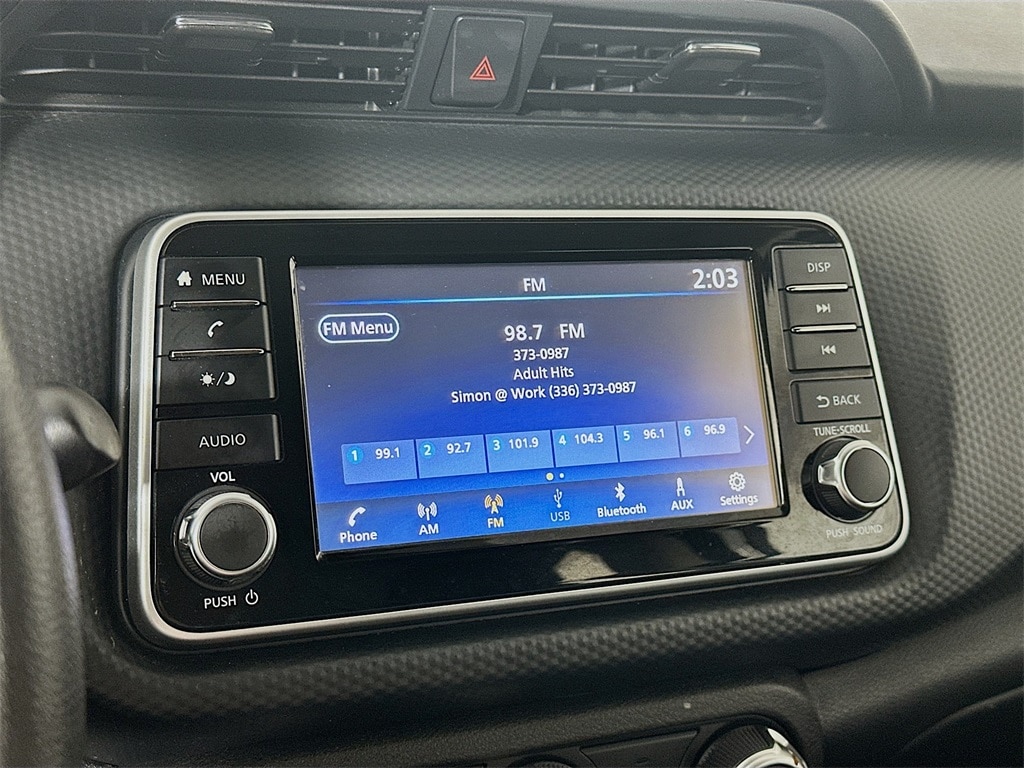 MENU
AUDIO
VOL
PUSH
FM
2:03
FM Menu
98.7 FM
373-0987
Adult Hits
Simon @ Work (336) 373-0987
1 99.1
2 92.7
3 101.9
4 104.3
5 96.1
6 96.9
Phone
AM
FM
USB
Bluetooth
AUX
Settings
DISP
BACK
TUNE-SCROLL
PUSH SOUND